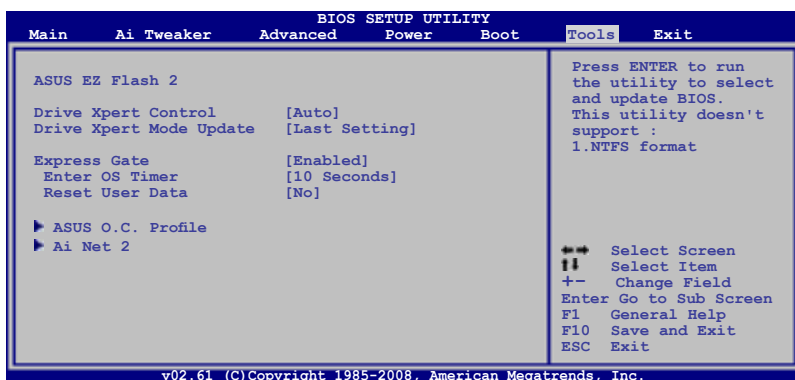 BIOS SETUP UTILITY
Main Ai Tweaker Advanced Power Boot Tools Exit
ASUS EZ Flash 2
Drive Xpert Control [Auto]
Drive Xpert Mode Update [Last Setting]
Express Gate [Enabled]
Enter OS Timer [10 Seconds]
Reset User Data [No]
ASUS O.C. Profile
Ai Net 2
Press ENTER to run
the utility to select
and update BIOS.
This utility doesn't
support :
1.NTFS format
Select Screen
Select Item
+- Change Field
Enter Go to Sub Screen
F1 General Help
F10 Save and Exit
ESC Exit
v02.61 (C)Copyright 1985-2008, American Megatrends, Inc.